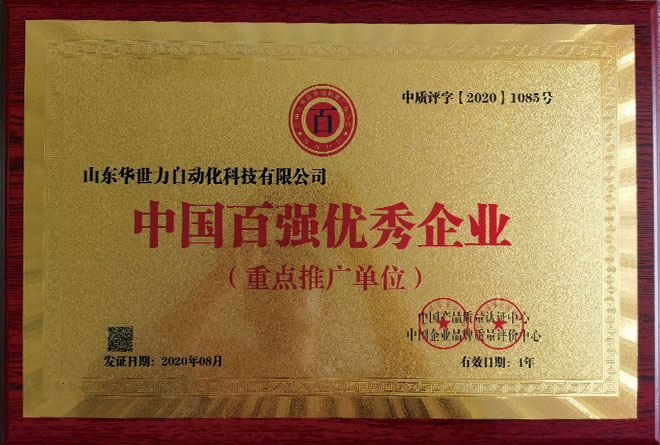 中质评字【2020】1085号
百
山东华世力自动化科技有限公司
中国百强优秀企业
（重点推广单位）
中国产品质量认证中心
中国企业品牌质量评价中心
发证日期：2020年08月
有效日期：1年